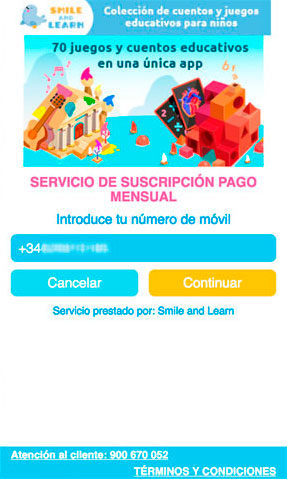 SMILE
AND
LEARN
Colección de cuentos y juegos
educativos para niños
70 juegos y cuentos educativos
en una única app
SERVICIO DE SUSCRIPCIÓN PAGO
MENSUAL
Introduce tu número de móvil
+34
Cancelar
Continuar
Servicio prestado por: Smile and Learn
Atención al cliente: 900 670 052
TÉRMINOS Y CONDICIONES